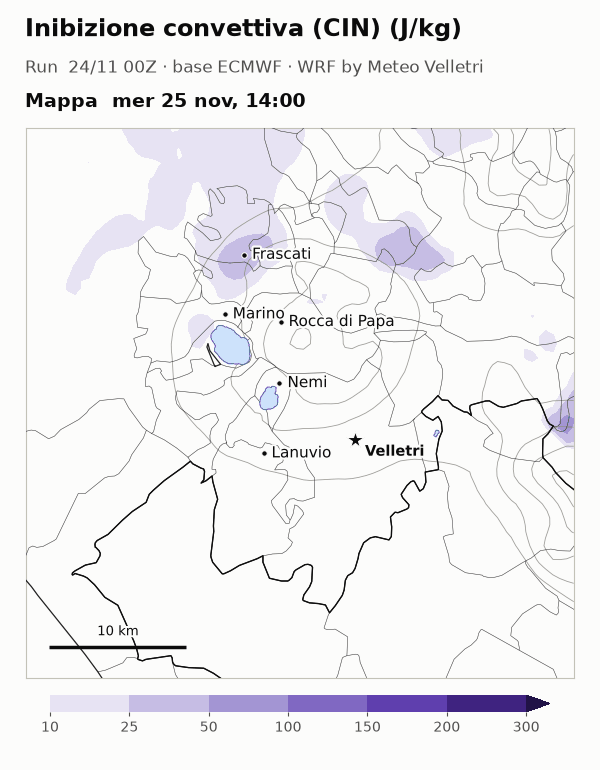 Inibizione convettiva (CIN) (J/kg)
Run 24/11 00Z · base ECMWF · WRF by Meteo Velletri
Mappa mer 25 nov, 14:00
Frascati
Marino
Rocca di Papa
Nemi
Velletri
Lanuvio
10 km
10 25 50 100 150 200 300